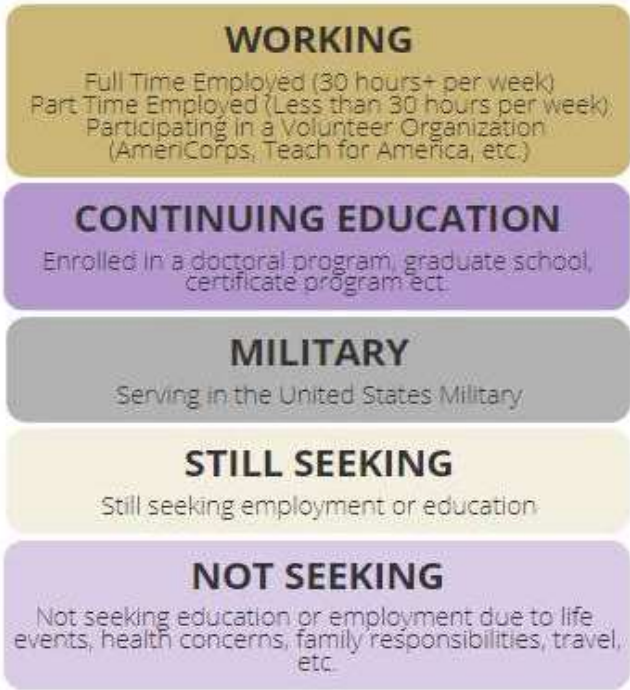 WORKING
Full Time Employed (30 hours+ per week)
Part Time Employed (Less than 30 hours per week)
Participating in a Volunteer Organization
(AmeriCorps, Teach for America, etc.)
CONTINUING EDUCATION
Enrolled in a doctoral program, graduate school,
certificate program ect.
MILITARY
Serving in the United States Military
STILL SEEKING
Still seeking employment or education
NOT SEEKING
Not seeking education or employment due to life
events, health concerns, family responsibilities, travel,
etc.